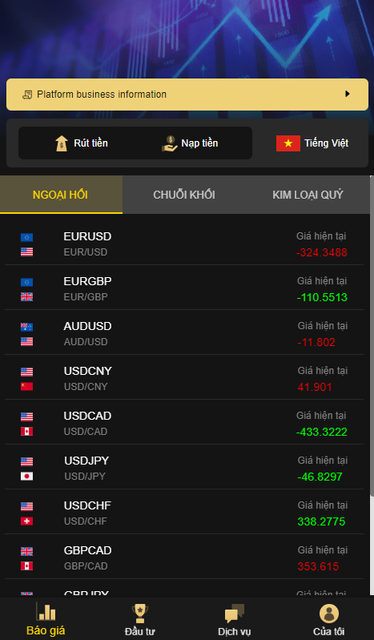 Platform business information
Rút tiền
Nạp tiền
Tiếng Việt
NGOẠI HỐI
CHUỖI KHỐI
KIM LOẠI QUÝ
EURUSD
Giá hiện tại
EUR/USD
-324.3488
EURGBP
Giá hiện tại
EUR/GBP
-110.5513
AUDUSD
Giá hiện tại
AUD/USD
-11.802
USDCNY
Giá hiện tại
USD/CNY
41.901
USDCAD
Giá hiện tại
USD/CAD
-433.3222
USDJPY
Giá hiện tại
USD/JPY
-46.8297
USDCHF
Giá hiện tại
USD/CHF
338.2775
GBPCAD
Giá hiện tại
GBP/CAD
353.615
GBPJPY
Giá hiện tại
Báo giá
Đầu tư
Dịch vụ
Của tôi